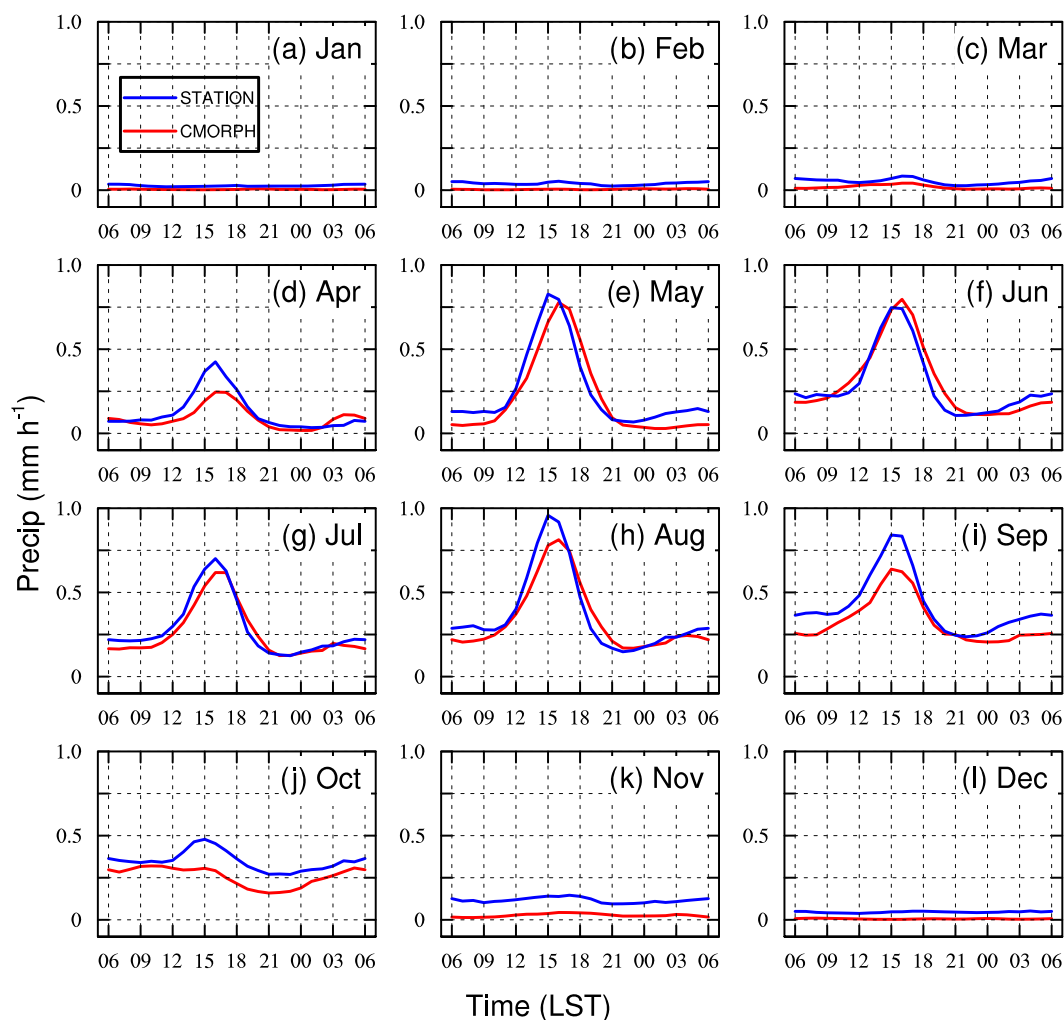 (a) Jan
1.0
0.5
0
STATION
CMORPH
06 09 12 15 18 21 00 03 06
(b) Feb
1.0
0.5
0
06 09 12 15 18 21 00 03 06
(c) Mar
1.0
0.5
0
06 09 12 15 18 21 00 03 06
(d) Apr
1.0
0.5
0
06 09 12 15 18 21 00 03 06
(e) May
1.0
0.5
0
06 09 12 15 18 21 00 03 06
(f) Jun
1.0
0.5
0
06 09 12 15 18 21 00 03 06
Precip (mm h⁻¹)
(g) Jul
1.0
0.5
0
06 09 12 15 18 21 00 03 06
(h) Aug
1.0
0.5
0
06 09 12 15 18 21 00 03 06
(i) Sep
1.0
0.5
0
06 09 12 15 18 21 00 03 06
(j) Oct
1.0
0.5
0
06 09 12 15 18 21 00 03 06
(k) Nov
1.0
0.5
0
06 09 12 15 18 21 00 03 06
(l) Dec
1.0
0.5
0
06 09 12 15 18 21 00 03 06
Time (LST)